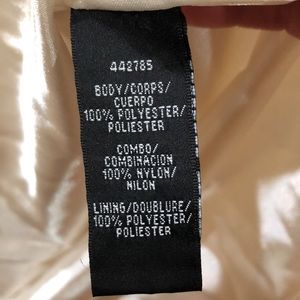 442785
BODY/CORPS/
CUERPO
100% POLYESTER/
POLIESTER
COMBO/
COMBINACION
100% NYLON/
NILON
LINING/DOUBLURE/
100% POLYESTER/
POLIESTER